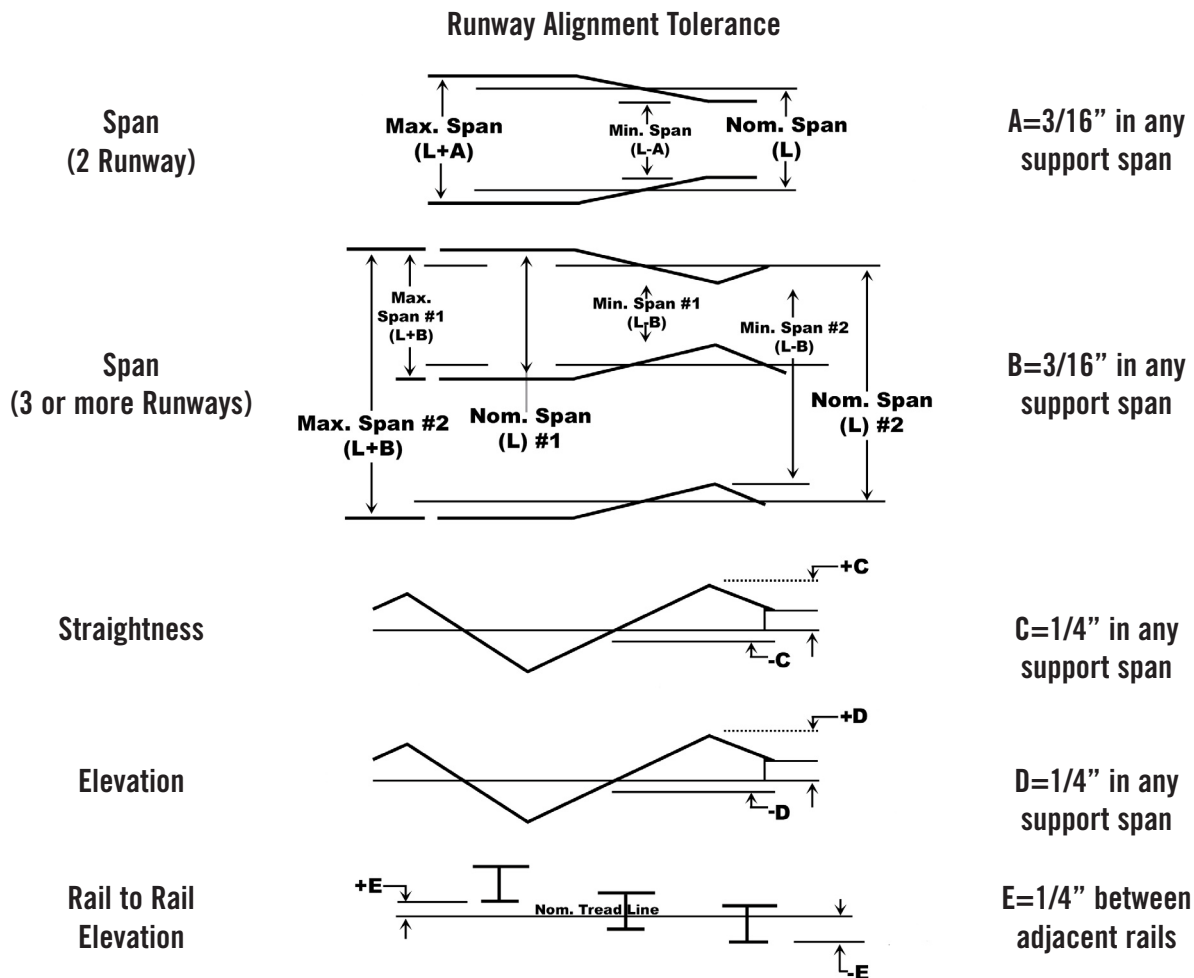 Runway Alignment Tolerance
Span
(2 Runway)
Max. Span
(L+A)
Min. Span
(L-A)
Nom. Span
(L)
A=3/16” in any
support span
Span
(3 or more Runways)
Max.
Span #1
(L+B)
Max. Span #2
(L+B)
Nom. Span
(L) #1
Min. Span #1
(L-B)
Min. Span #2
(L-B)
Nom. Span
(L) #2
B=3/16” in any
support span
Straightness
+C
-C
C=1/4” in any
support span
Elevation
+D
-D
D=1/4” in any
support span
Rail to Rail
Elevation
+E
Nom. Tread Line
-E
E=1/4” between
adjacent rails